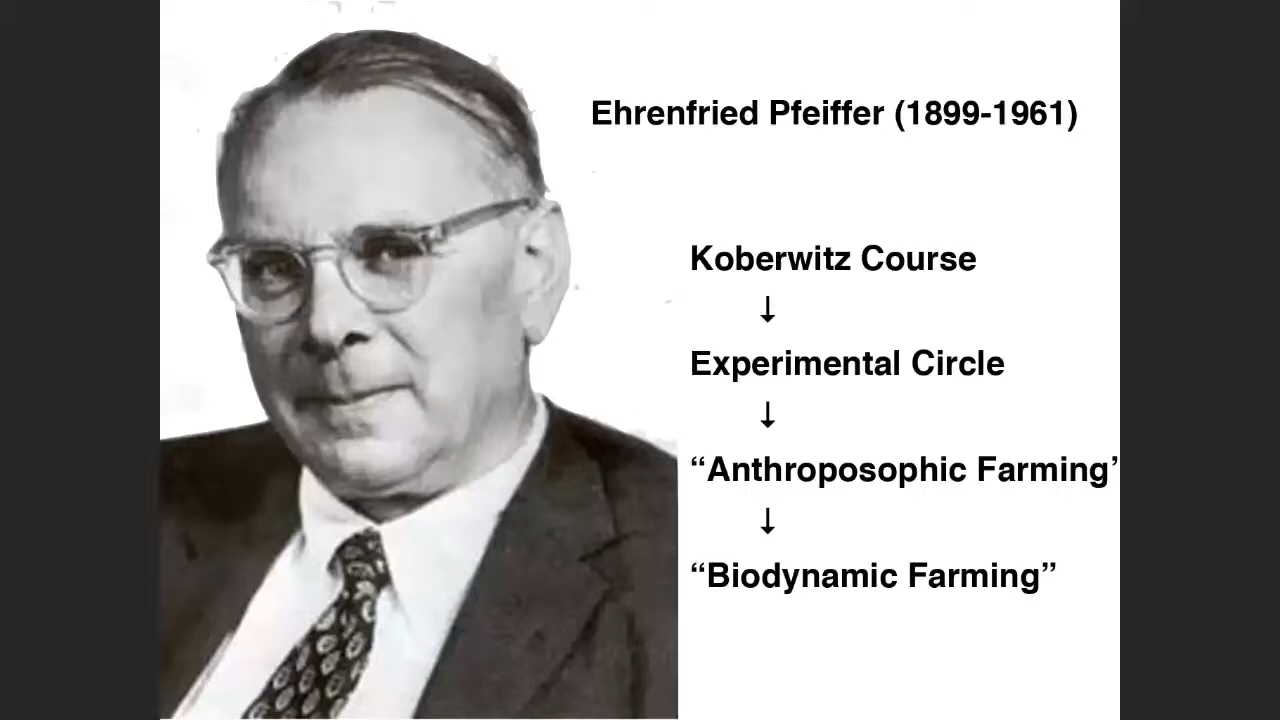 Ehrenfried Pfeiffer (1899-1961)
Koberwitz Course
↓
Experimental Circle
↓
“Anthroposophic Farming’
↓
“Biodynamic Farming”